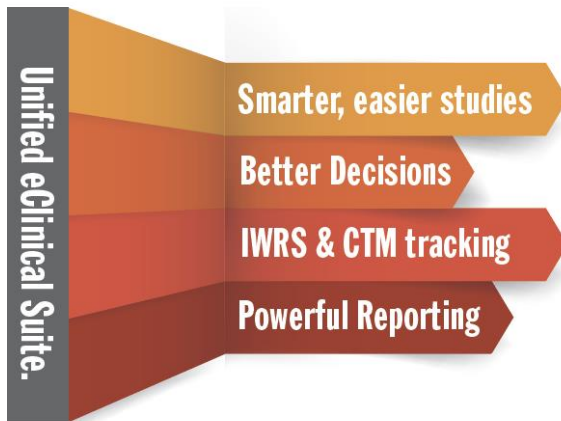 Unified eClinical Suite.
Smarter, easier studies
Better Decisions
IWRS & CTM tracking
Powerful Reporting